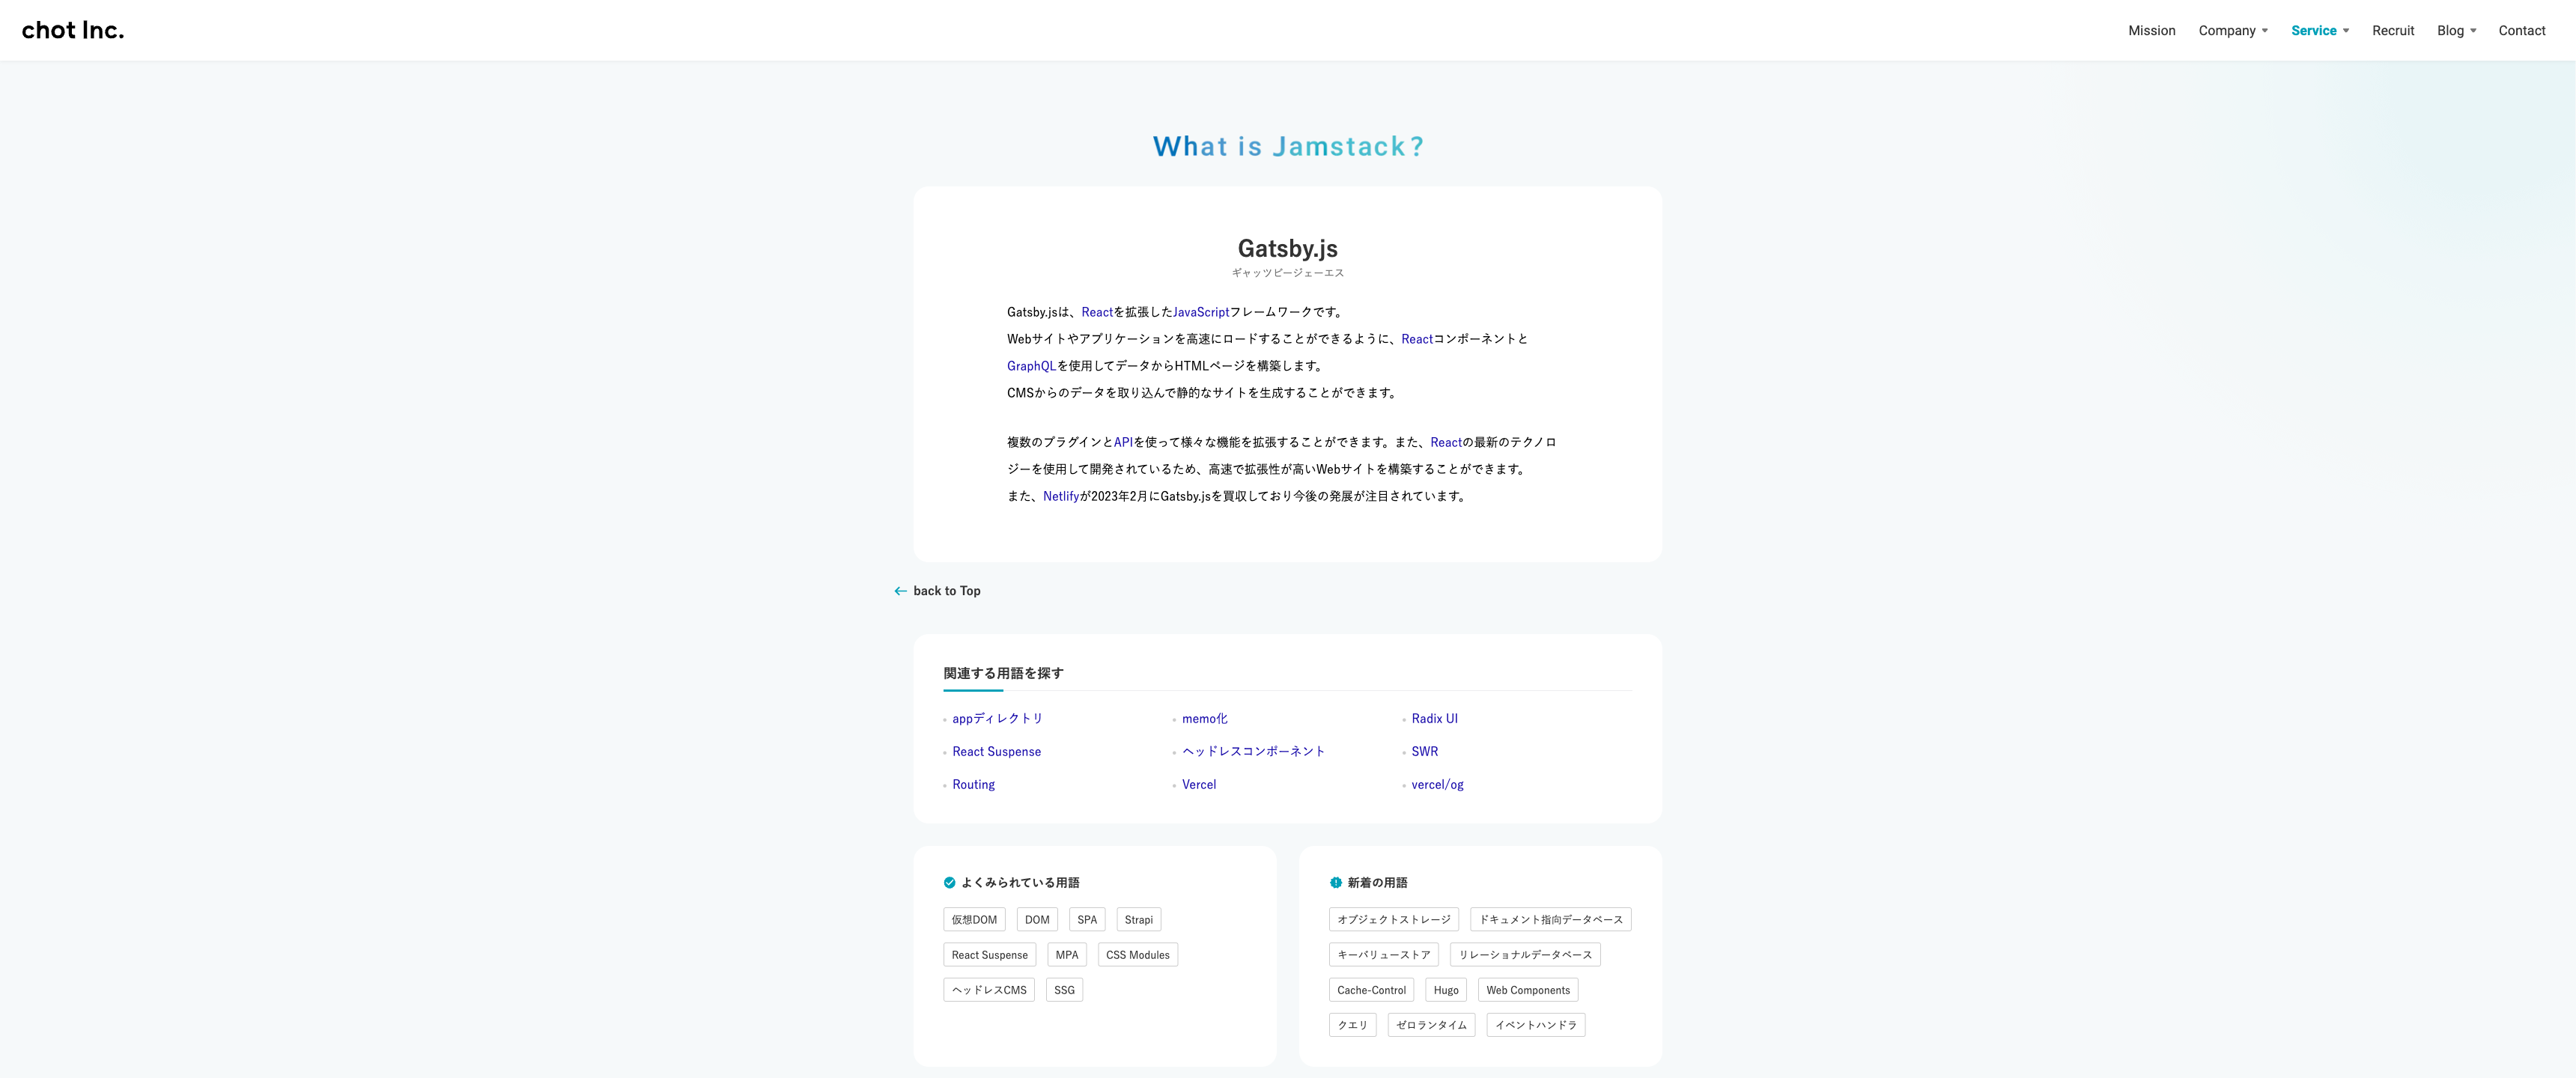 chot Inc.
Mission Company Service Recruit Blog Contact
What is Jamstack?
Gatsby.js
ギャッツビージェーエス
Gatsby.jsは、Reactを拡張したJavaScriptフレームワークです。
Webサイトやアプリケーションを高速にロードすることができるように、Reactコンポーネントと
GraphQLを使用してデータからHTMLページを構築します。
CMSからのデータを取り込んで静的なサイトを生成することができます。
複数のプラグインとAPIを使って様々な機能を拡張することができます。また、Reactの最新のテクノロ
ジーを使用して開発されているため、高速で拡張性が高いWebサイトを構築することができます。
また、Netlifyが2023年2月にGatsby.jsを買収しており今後の発展が注目されています。
back to Top
関連する用語を探す
appディレクトリ memo化 Radix UI
React Suspense ヘッドレスコンポーネント SWR
Routing Vercel vercel/og
よくみられている用語
仮想DOM DOM SPA Strapi
React Suspense MPA CSS Modules
ヘッドレスCMS SSG
新着の用語
オブジェクトストレージ ドキュメント指向データベース
キーバリューストア リレーショナルデータベース
Cache-Control Hugo Web Components
クエリ ゼロランタイム イベントハンドラ